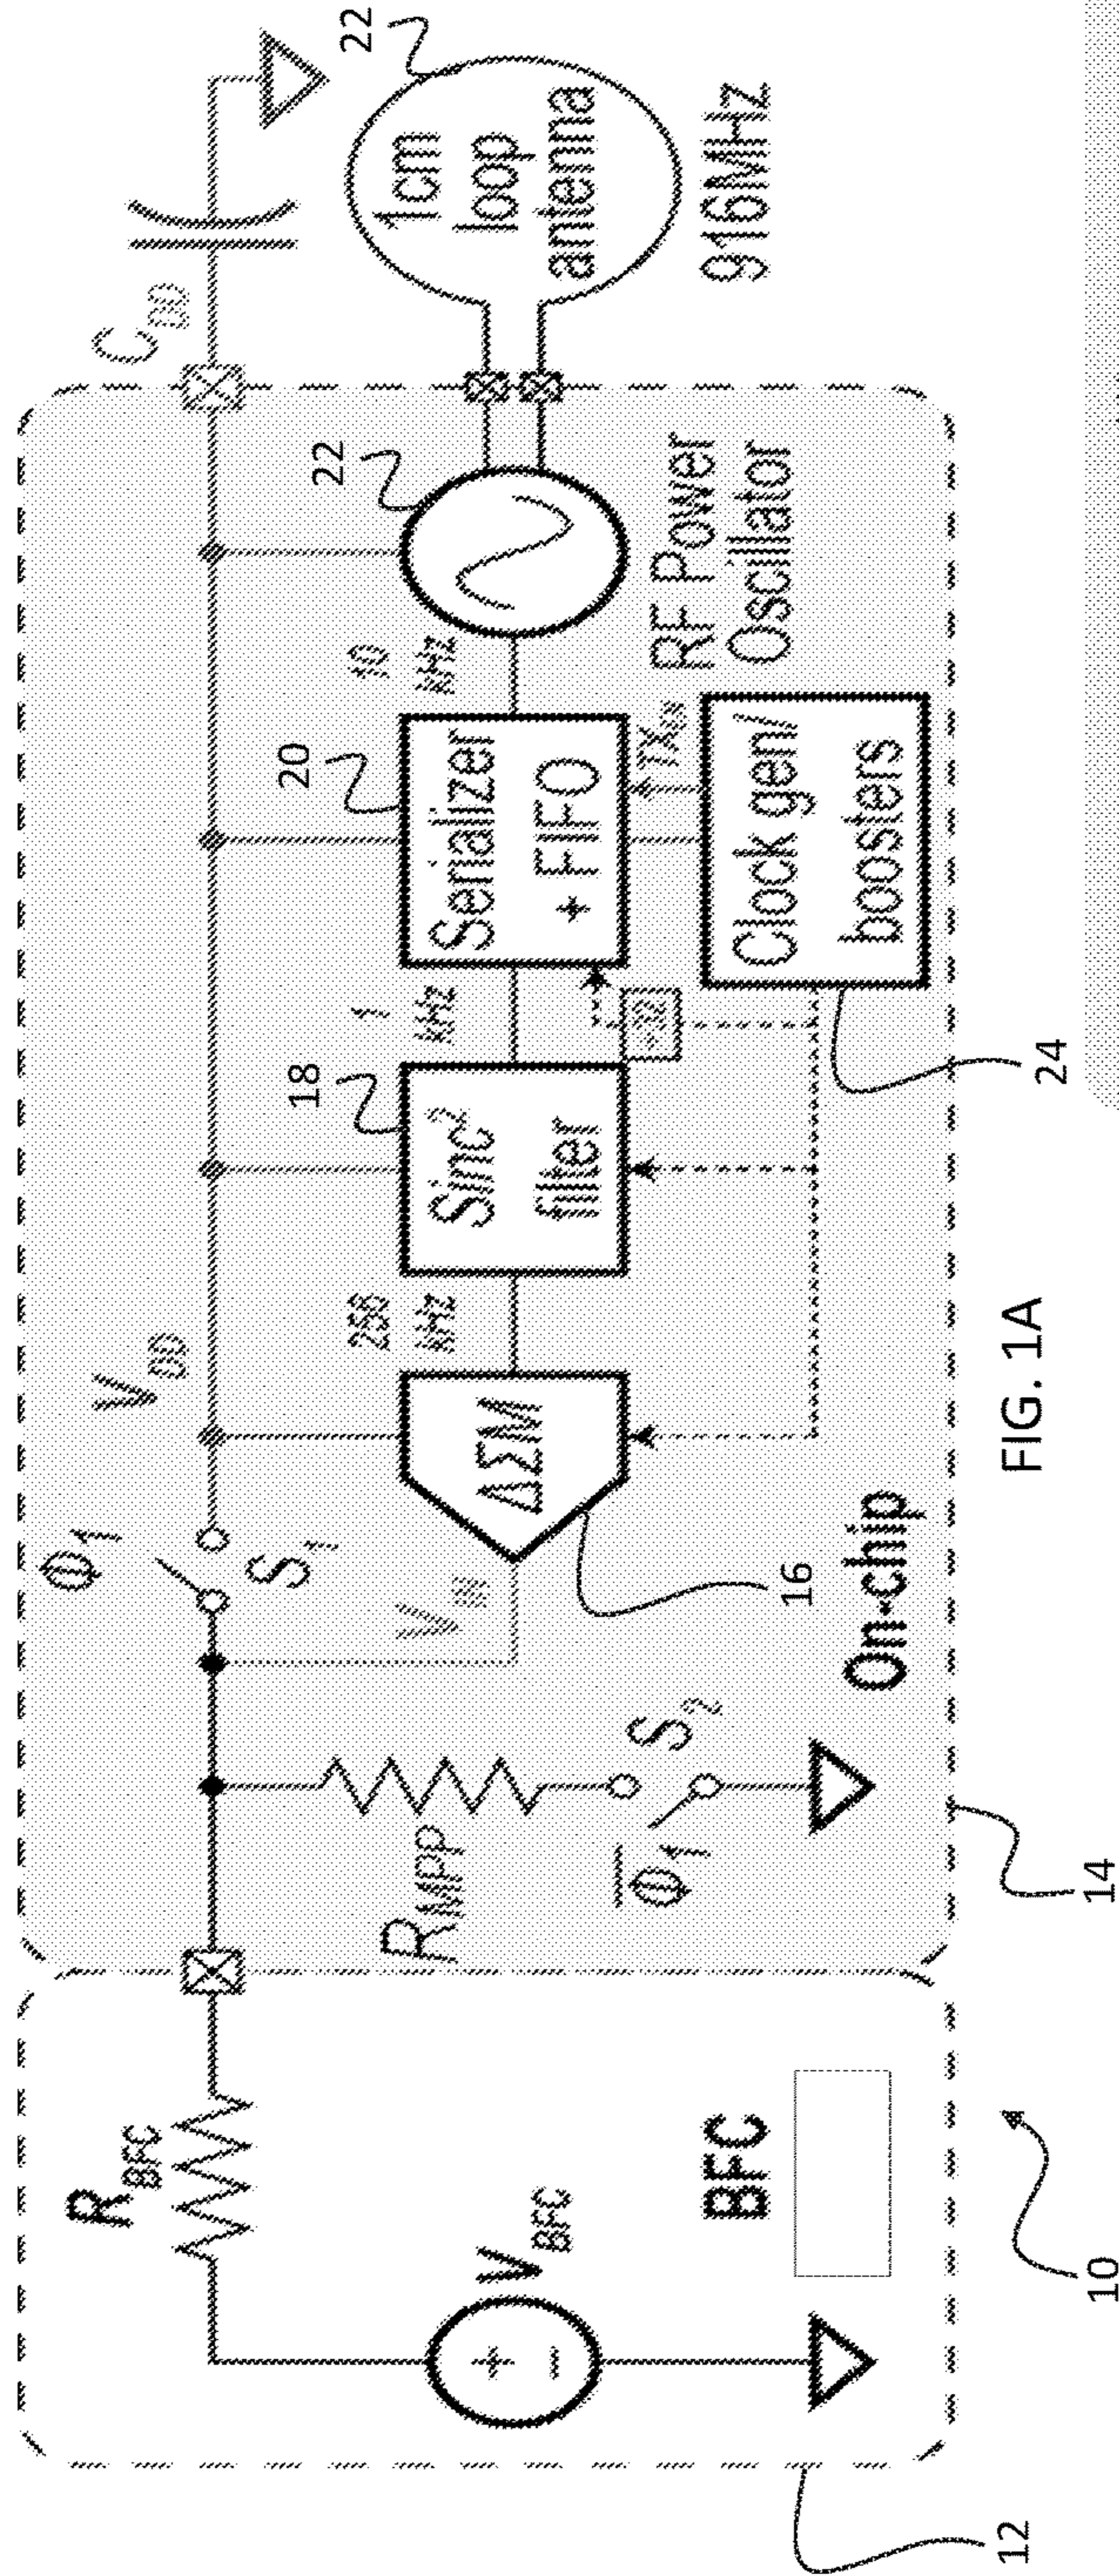 C_DD
22
1cm
loop
antenna
916MHz
V_DD
Φ1
S1
22
RF Power
Oscillator
10
kHz
20
Serializer
+ FIFO
1
kHz
18
Sinc²
filter
256
kHz
ΔΣM
16
V_IN
Clock gen/
boosters
24
R_MPP
S2
Φ1
On-chip
14
R_BFC
V_BFC
BFC
10
12
FIG. 1A